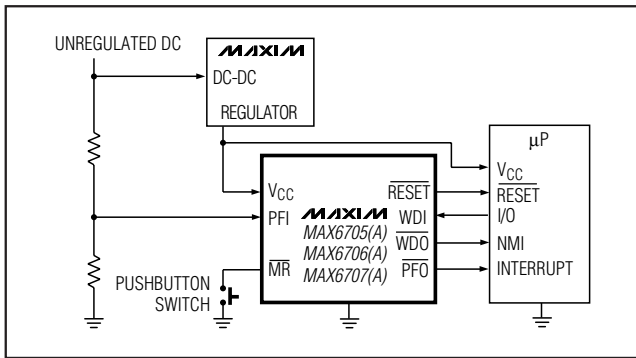 UNREGULATED DC
MAXIM
DC-DC
REGULATOR
µP
VCC
RESET
I/O
NMI
INTERRUPT
VCC
PFI
MR
MAXIM
MAX6705(A)
MAX6706(A)
MAX6707(A)
RESET
WDI
WDO
PFO
PUSHBUTTON
SWITCH